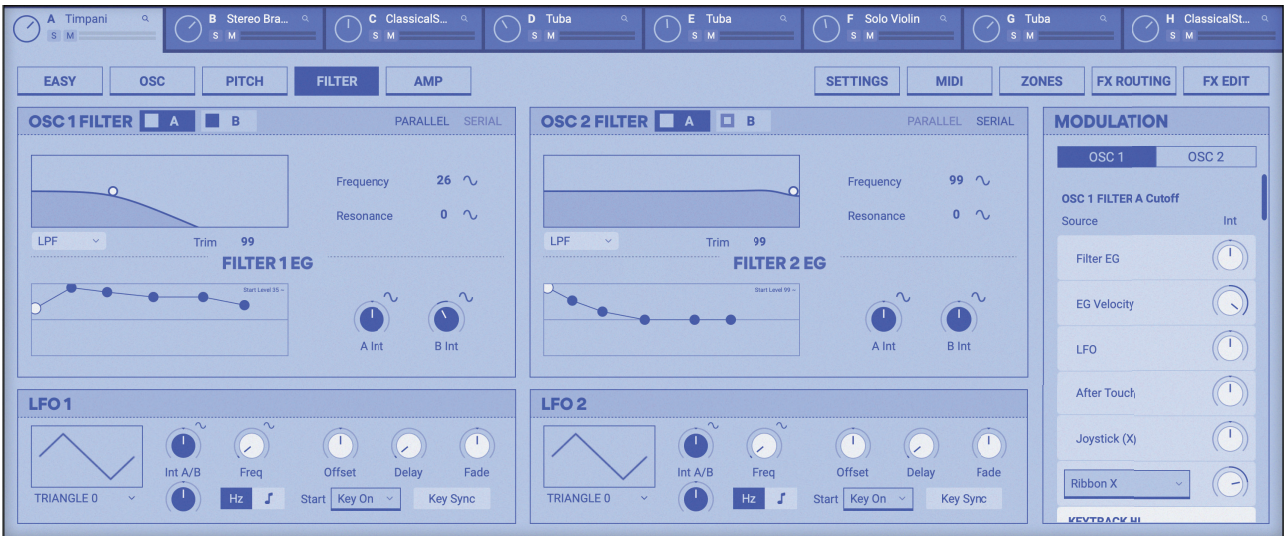 A Timpani B Stereo Bra... C ClassicalS... D Tuba E Tuba F Solo Violin G Tuba H ClassicalSt...
S M S M S M S M S M S M S M S M
EASY OSC PITCH FILTER AMP SETTINGS MIDI ZONES FX ROUTING FX EDIT
OSC 1 FILTER A B PARALLEL SERIAL
Frequency 26
Resonance 0
LPF Trim 99
FILTER 1 EG
Start Level 35
A Int B Int
OSC 2 FILTER A B PARALLEL SERIAL
Frequency 99
Resonance 0
LPF Trim 99
FILTER 2 EG
Start Level 99
A Int B Int
LFO 1
Int A/B Freq Offset Delay Fade
TRIANGLE 0 Hz Start Key On Key Sync
LFO 2
Int A/B Freq Offset Delay Fade
TRIANGLE 0 Hz Start Key On Key Sync
MODULATION
OSC 1 OSC 2
OSC 1 FILTER A Cutoff
Source Int
Filter EG
EG Velocity
LFO
After Touch
Joystick (X)
Ribbon X
KEYTRACK HI